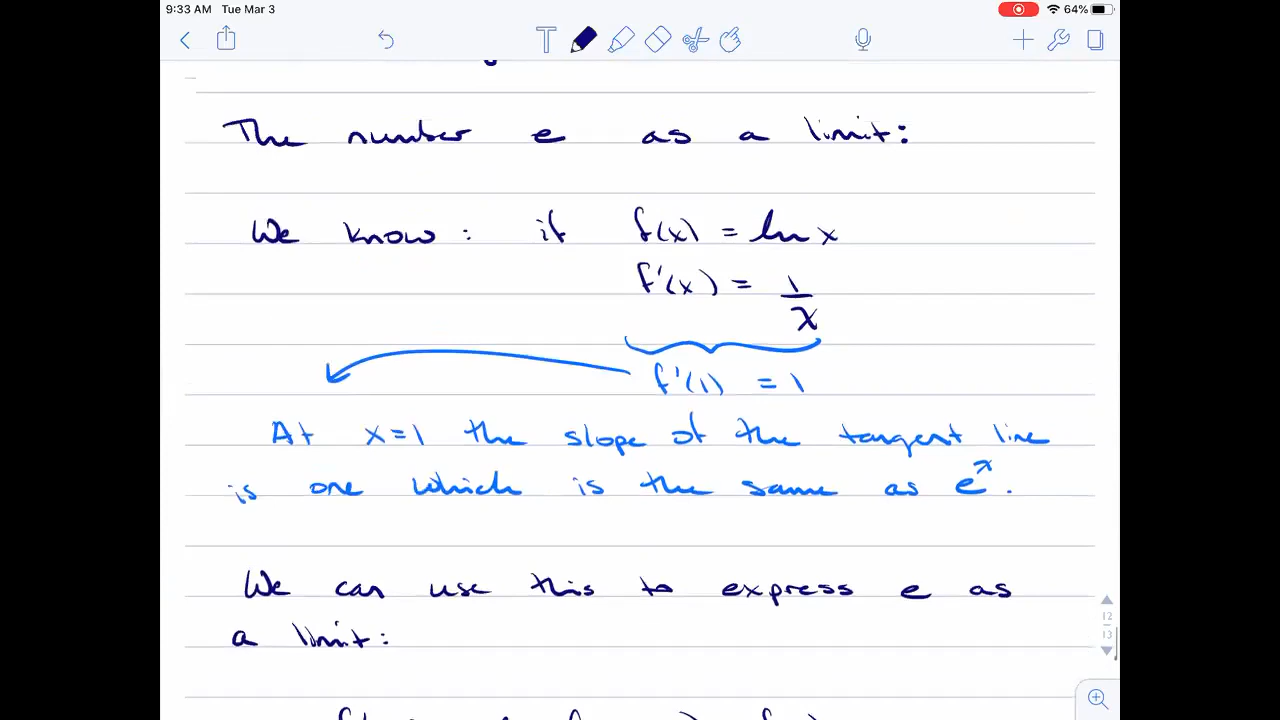 9:33 AM Tue Mar 3
64%
T
The number e as a limit:
We know: if f(x) = ln x
f'(x) = 1/x
f'(1) = 1
At x=1 the slope of the tangent line
is one which is the same as e^x.
We can use this to express e as
a limit:
12
13